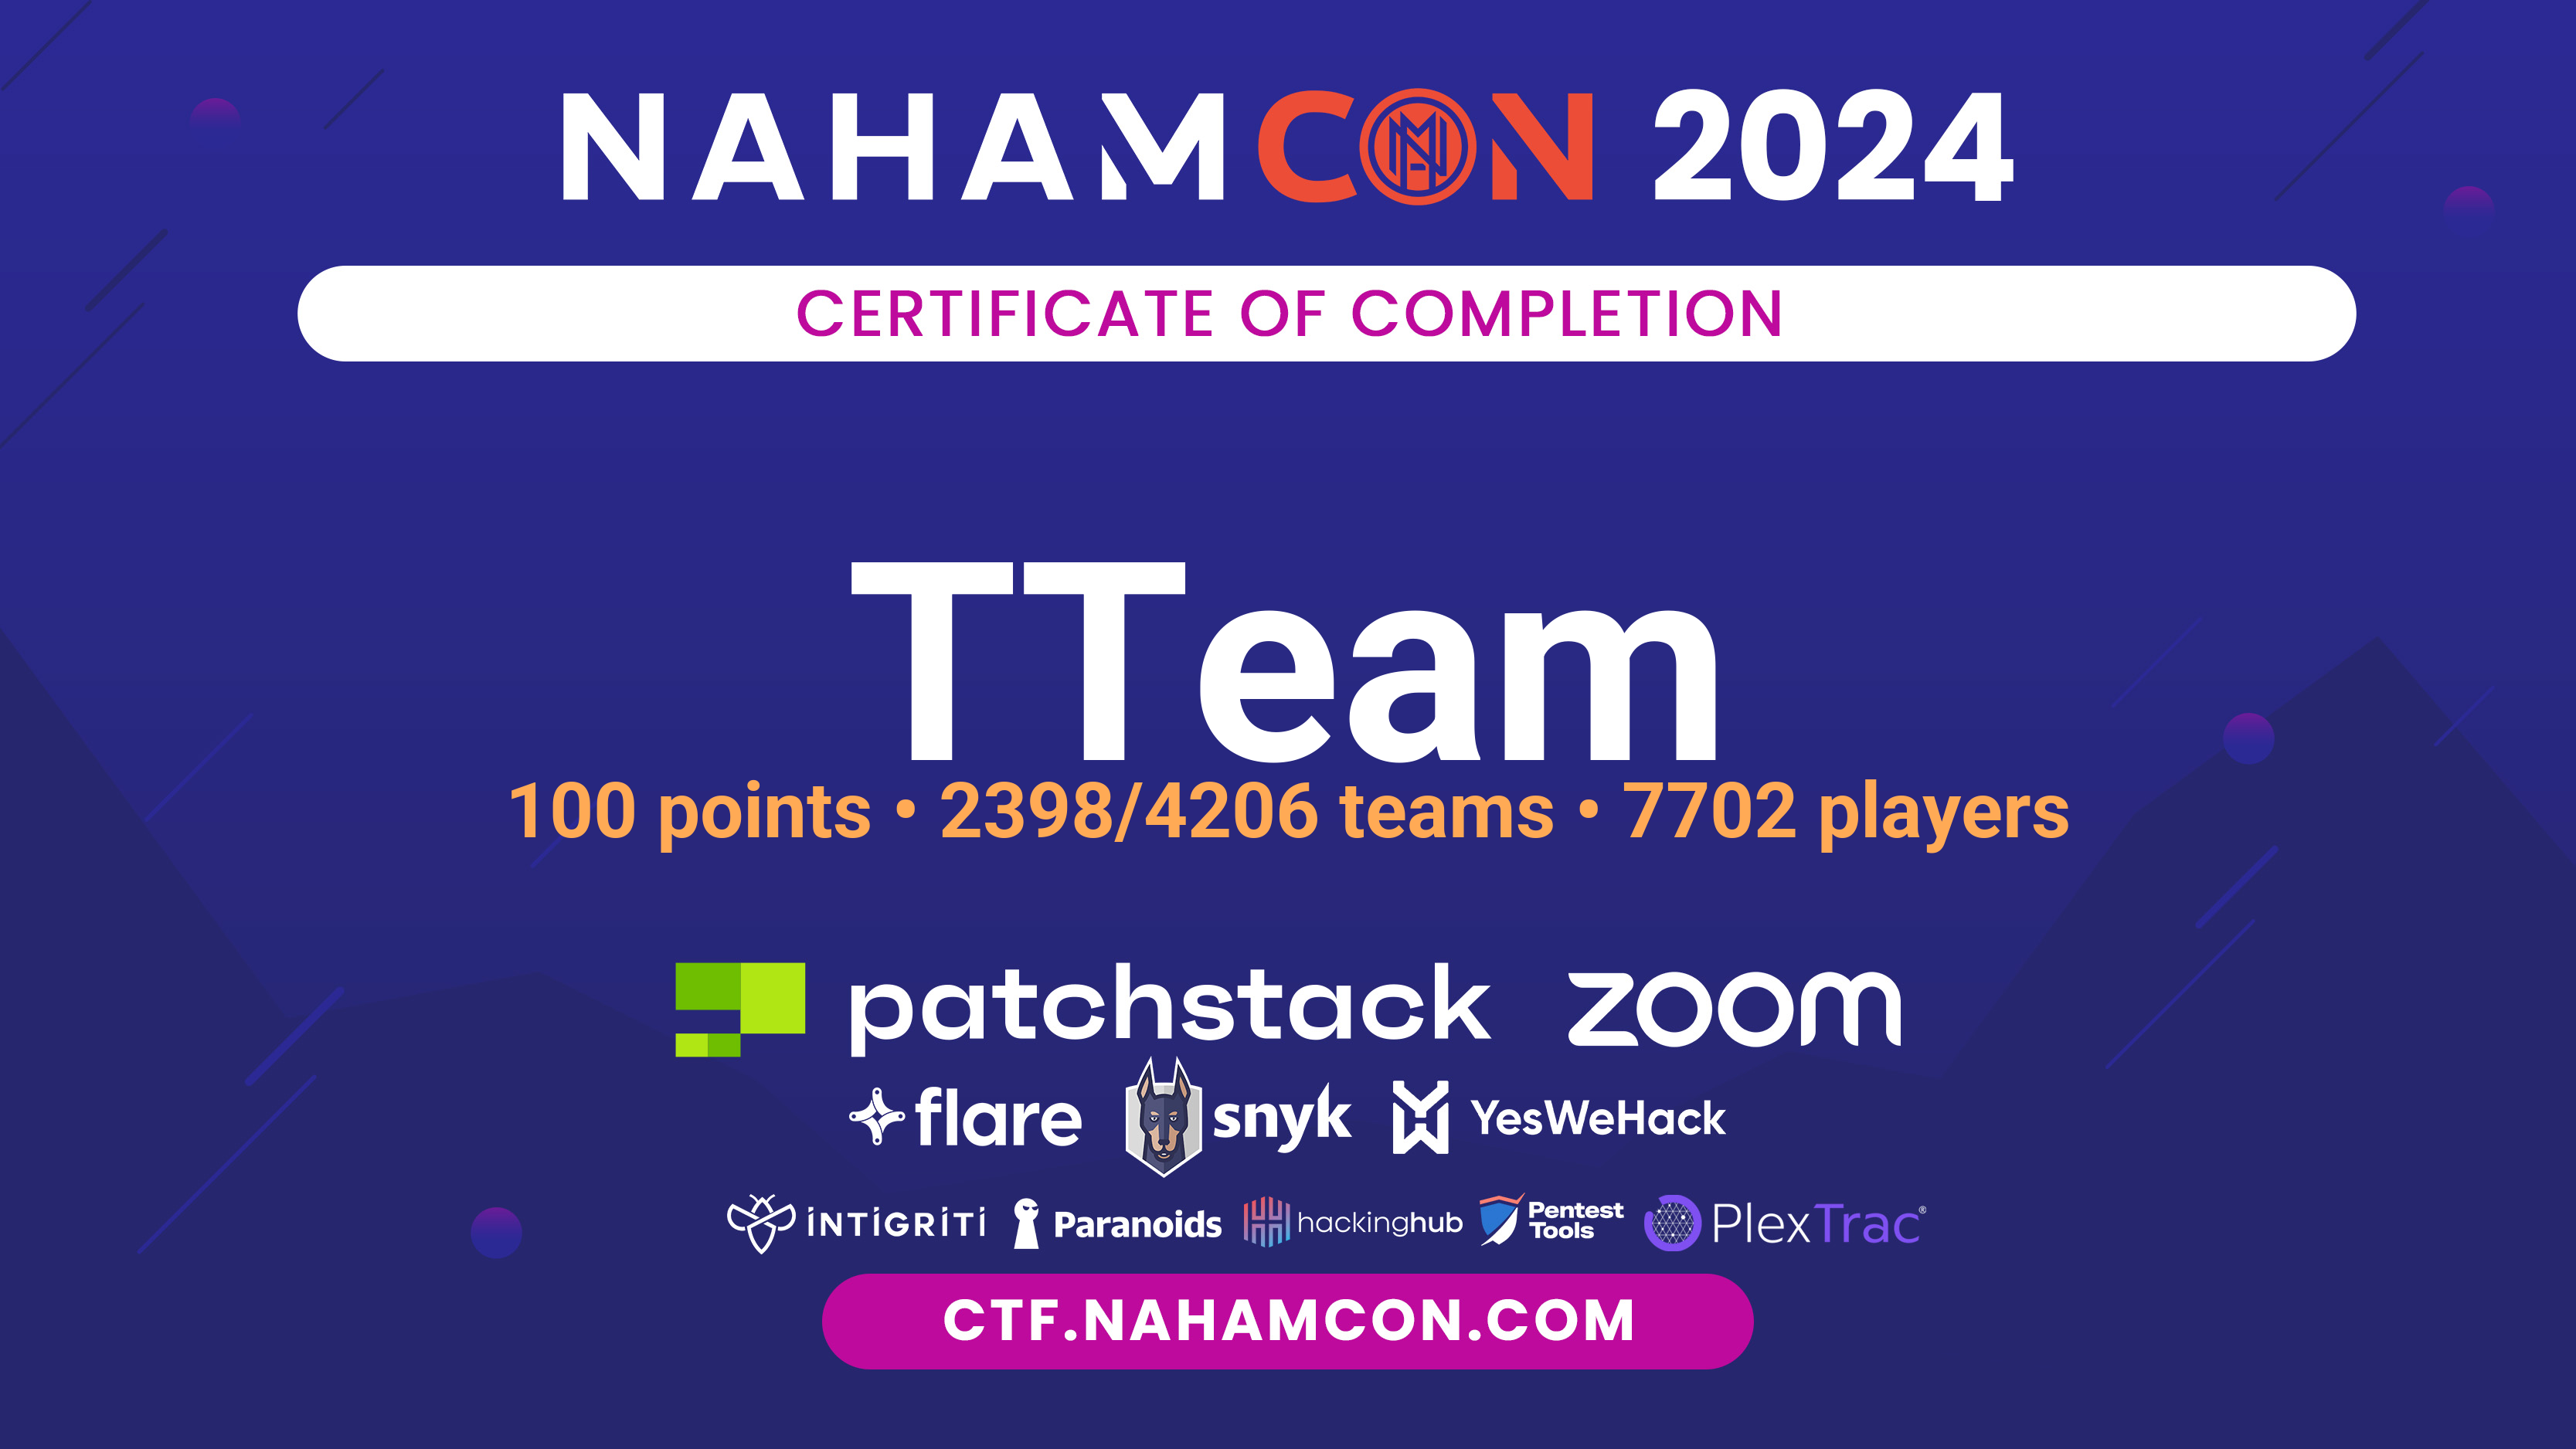 NAHAMCON 2024
CERTIFICATE OF COMPLETION
TTeam
100 points • 2398/4206 teams • 7702 players
patchstack zoom
flare snyk YesWeHack
INTIGRITI Paranoids hackinghub Pentest Tools PlexTrac®
CTF.NAHAMCON.COM